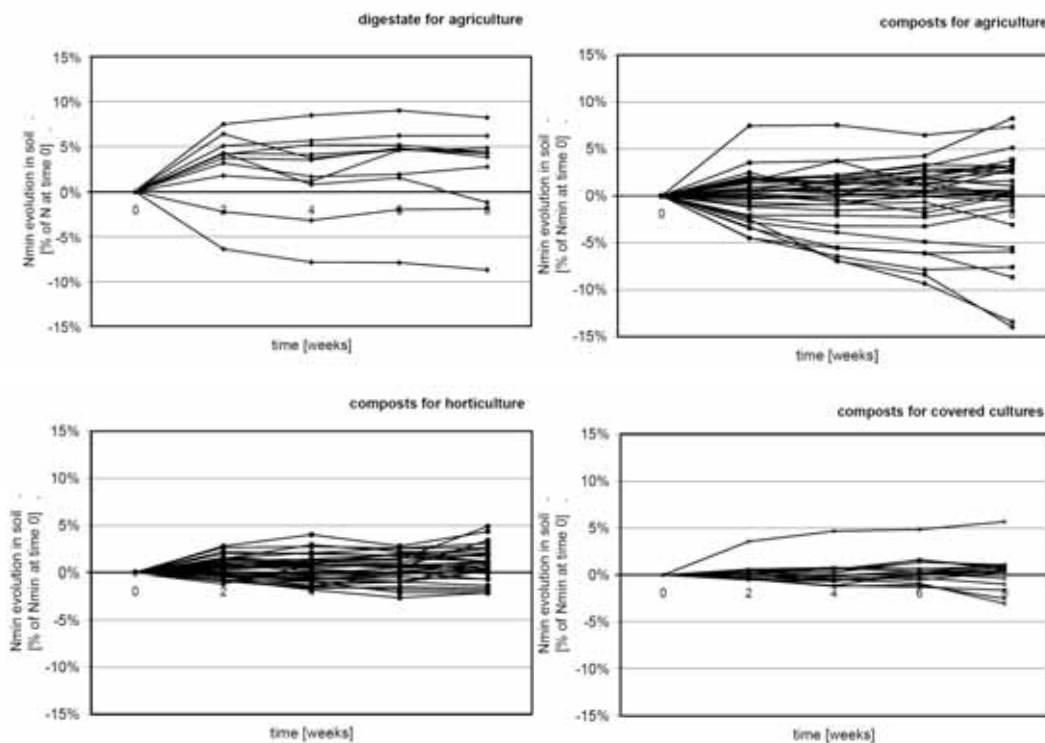 digestate for agriculture
15%
10%
5%
0%
-5%
-10%
-15%
0 2 4 6 8
Nmin evolution in soil
[% of N at time 0]
time [weeks]
composts for agriculture
15%
10%
5%
0%
-5%
-10%
-15%
0
Nmin evolution in soil
[% of Nmin at time 0]
time [weeks]
composts for horticulture
15%
10%
5%
0%
-5%
-10%
-15%
0 2
Nmin evolution in soil
[% of Nmin at time 0]
time [weeks]
composts for covered cultures
15%
10%
5%
0%
-5%
-10%
-15%
0 2 4 6 8
Nmin evolution in soil
[% of Nmin at time 0]
time [weeks]